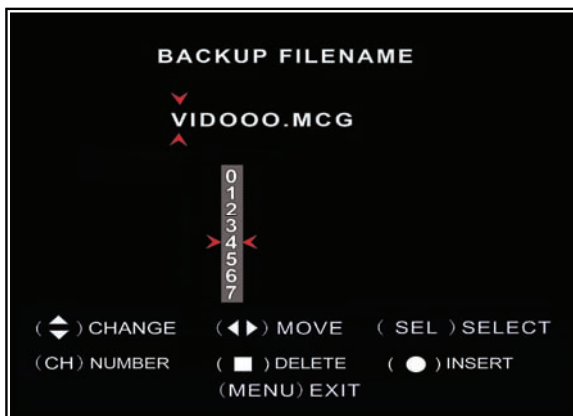 BACKUP FILENAME
VIDOOO.MCG
0
1
2
3
4
5
6
7
( ) CHANGE ( ) MOVE ( SEL ) SELECT
(CH) NUMBER ( ) DELETE ( ) INSERT
(MENU) EXIT